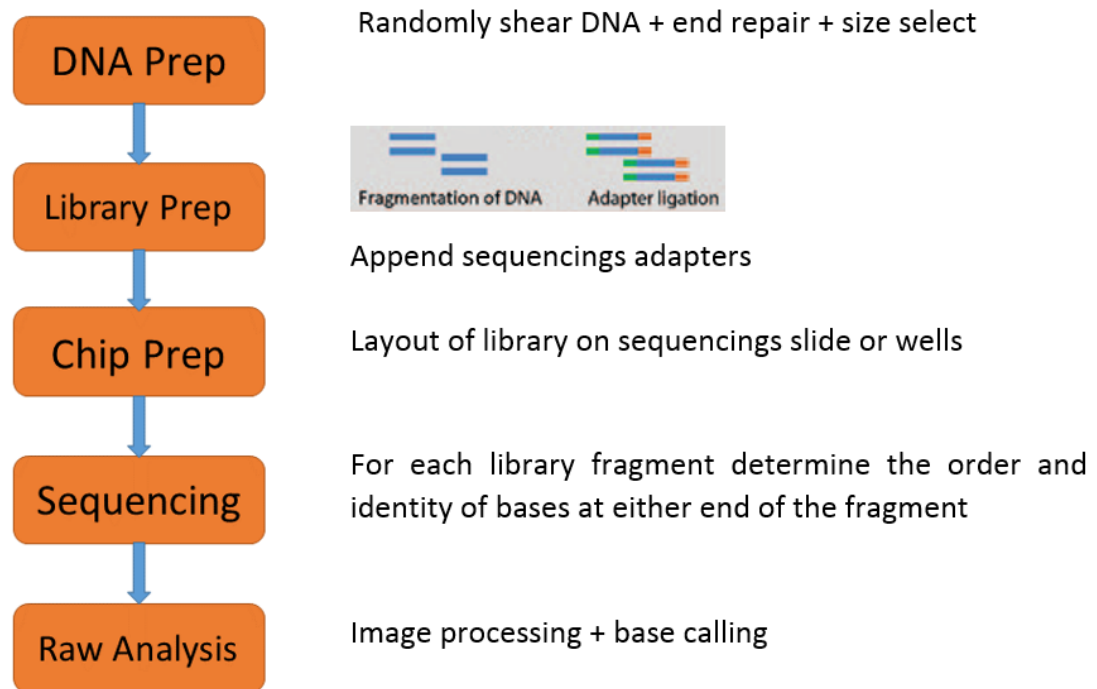 DNA Prep
Randomly shear DNA + end repair + size select
Library Prep
Fragmentation of DNA
Adapter ligation
Append sequencings adapters
Chip Prep
Layout of library on sequencings slide or wells
Sequencing
For each library fragment determine the order and
identity of bases at either end of the fragment
Raw Analysis
Image processing + base calling